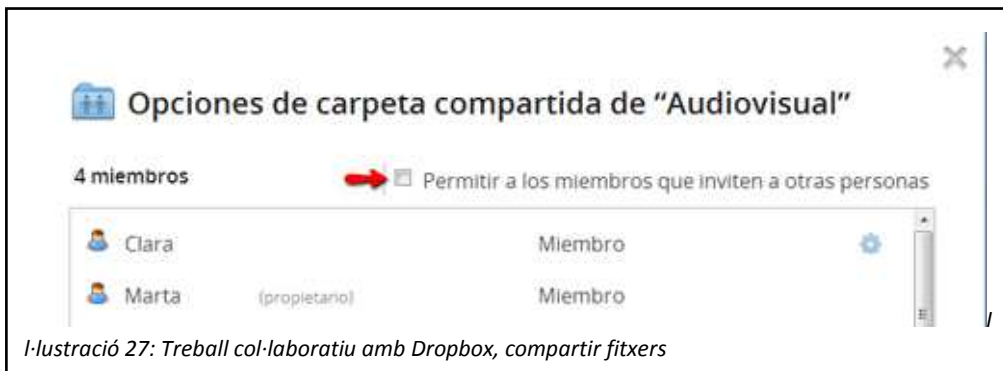 Opciones de carpeta compartida de “Audiovisual”
4 miembros
Permitir a los miembros que inviten a otras personas
Clara Miembro
Marta (propietario) Miembro
I
l·lustració 27: Treball col·laboratiu amb Dropbox, compartir fitxers